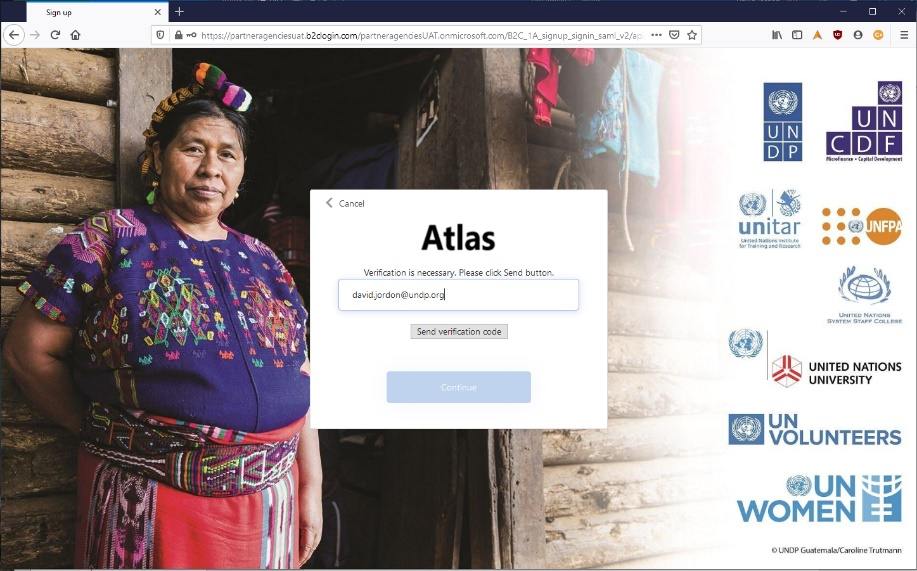 Sign up
https://partneragenciesuat.b2clogin.com/partneragenciesUAT.onmicrosoft.com/B2C_1A_signup_signin_saml_v2/ap
Cancel
Atlas
Verification is necessary. Please click Send button.
david.jordon@undp.org
Send verification code
Continue
U N
D P
UN
CDF
Microfinance • Capital Development
unitar
United Nations Institute
for Training and Research
UNFPA
UNITED NATIONS
SYSTEM STAFF COLLEGE
UNITED NATIONS
UNIVERSITY
UN
VOLUNTEERS
UN
WOMEN
© UNDP Guatemala/Caroline Trutmann